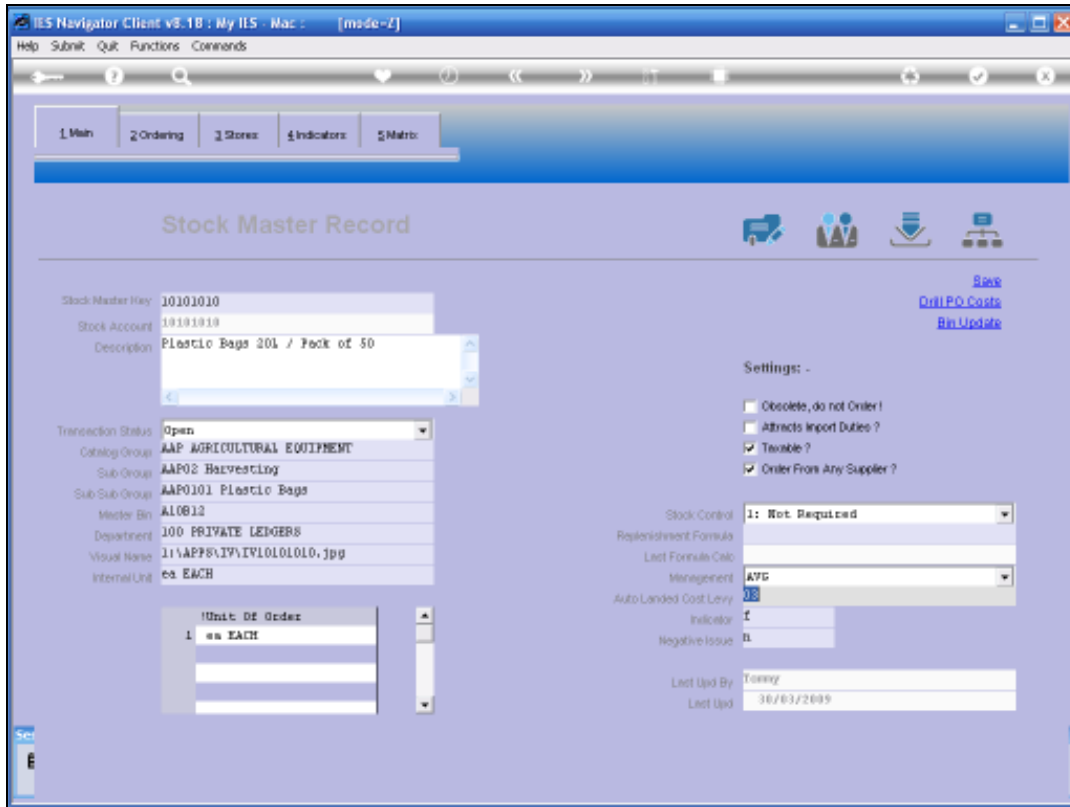 IES Navigator Client v8.1B : My IES - Mac : [mode=Z]
Help Submit Quit Functions Commands
1 Main 2 Ordering 3 Stores 4 Indicators 5 Matrix
Stock Master Record
Save
Drill PO Costs
Bin Update
Stock Master Key 10101010
Stock Account 10101010
Description Plastic Bags 20L / Pack of 50
Settings: -
Obsolete, do not Order !
Attracts Import Duties ?
Taxable ?
Order From Any Supplier ?
Transaction Status Open
Catalog Group AAP AGRICULTURAL EQUIPMENT
Sub Group AAP02 Harvesting
Sub Sub Group AAP0101 Plastic Bags
Master Bin A10B12
Department 100 PRIVATE LEDGERS
Visual Name 1:\APPS\IV\IV10101010.jpg
Internal Unit ea EACH
Stock Control 1: Not Required
Replenishment Formula
Last Formula Calc
Management AVG
Auto Landed Cost Levy 03
Indicator f
Negative Issue n
!Unit Of Order
1 ea EACH
Last Upd By Tommy
Last Upd 30/03/2009